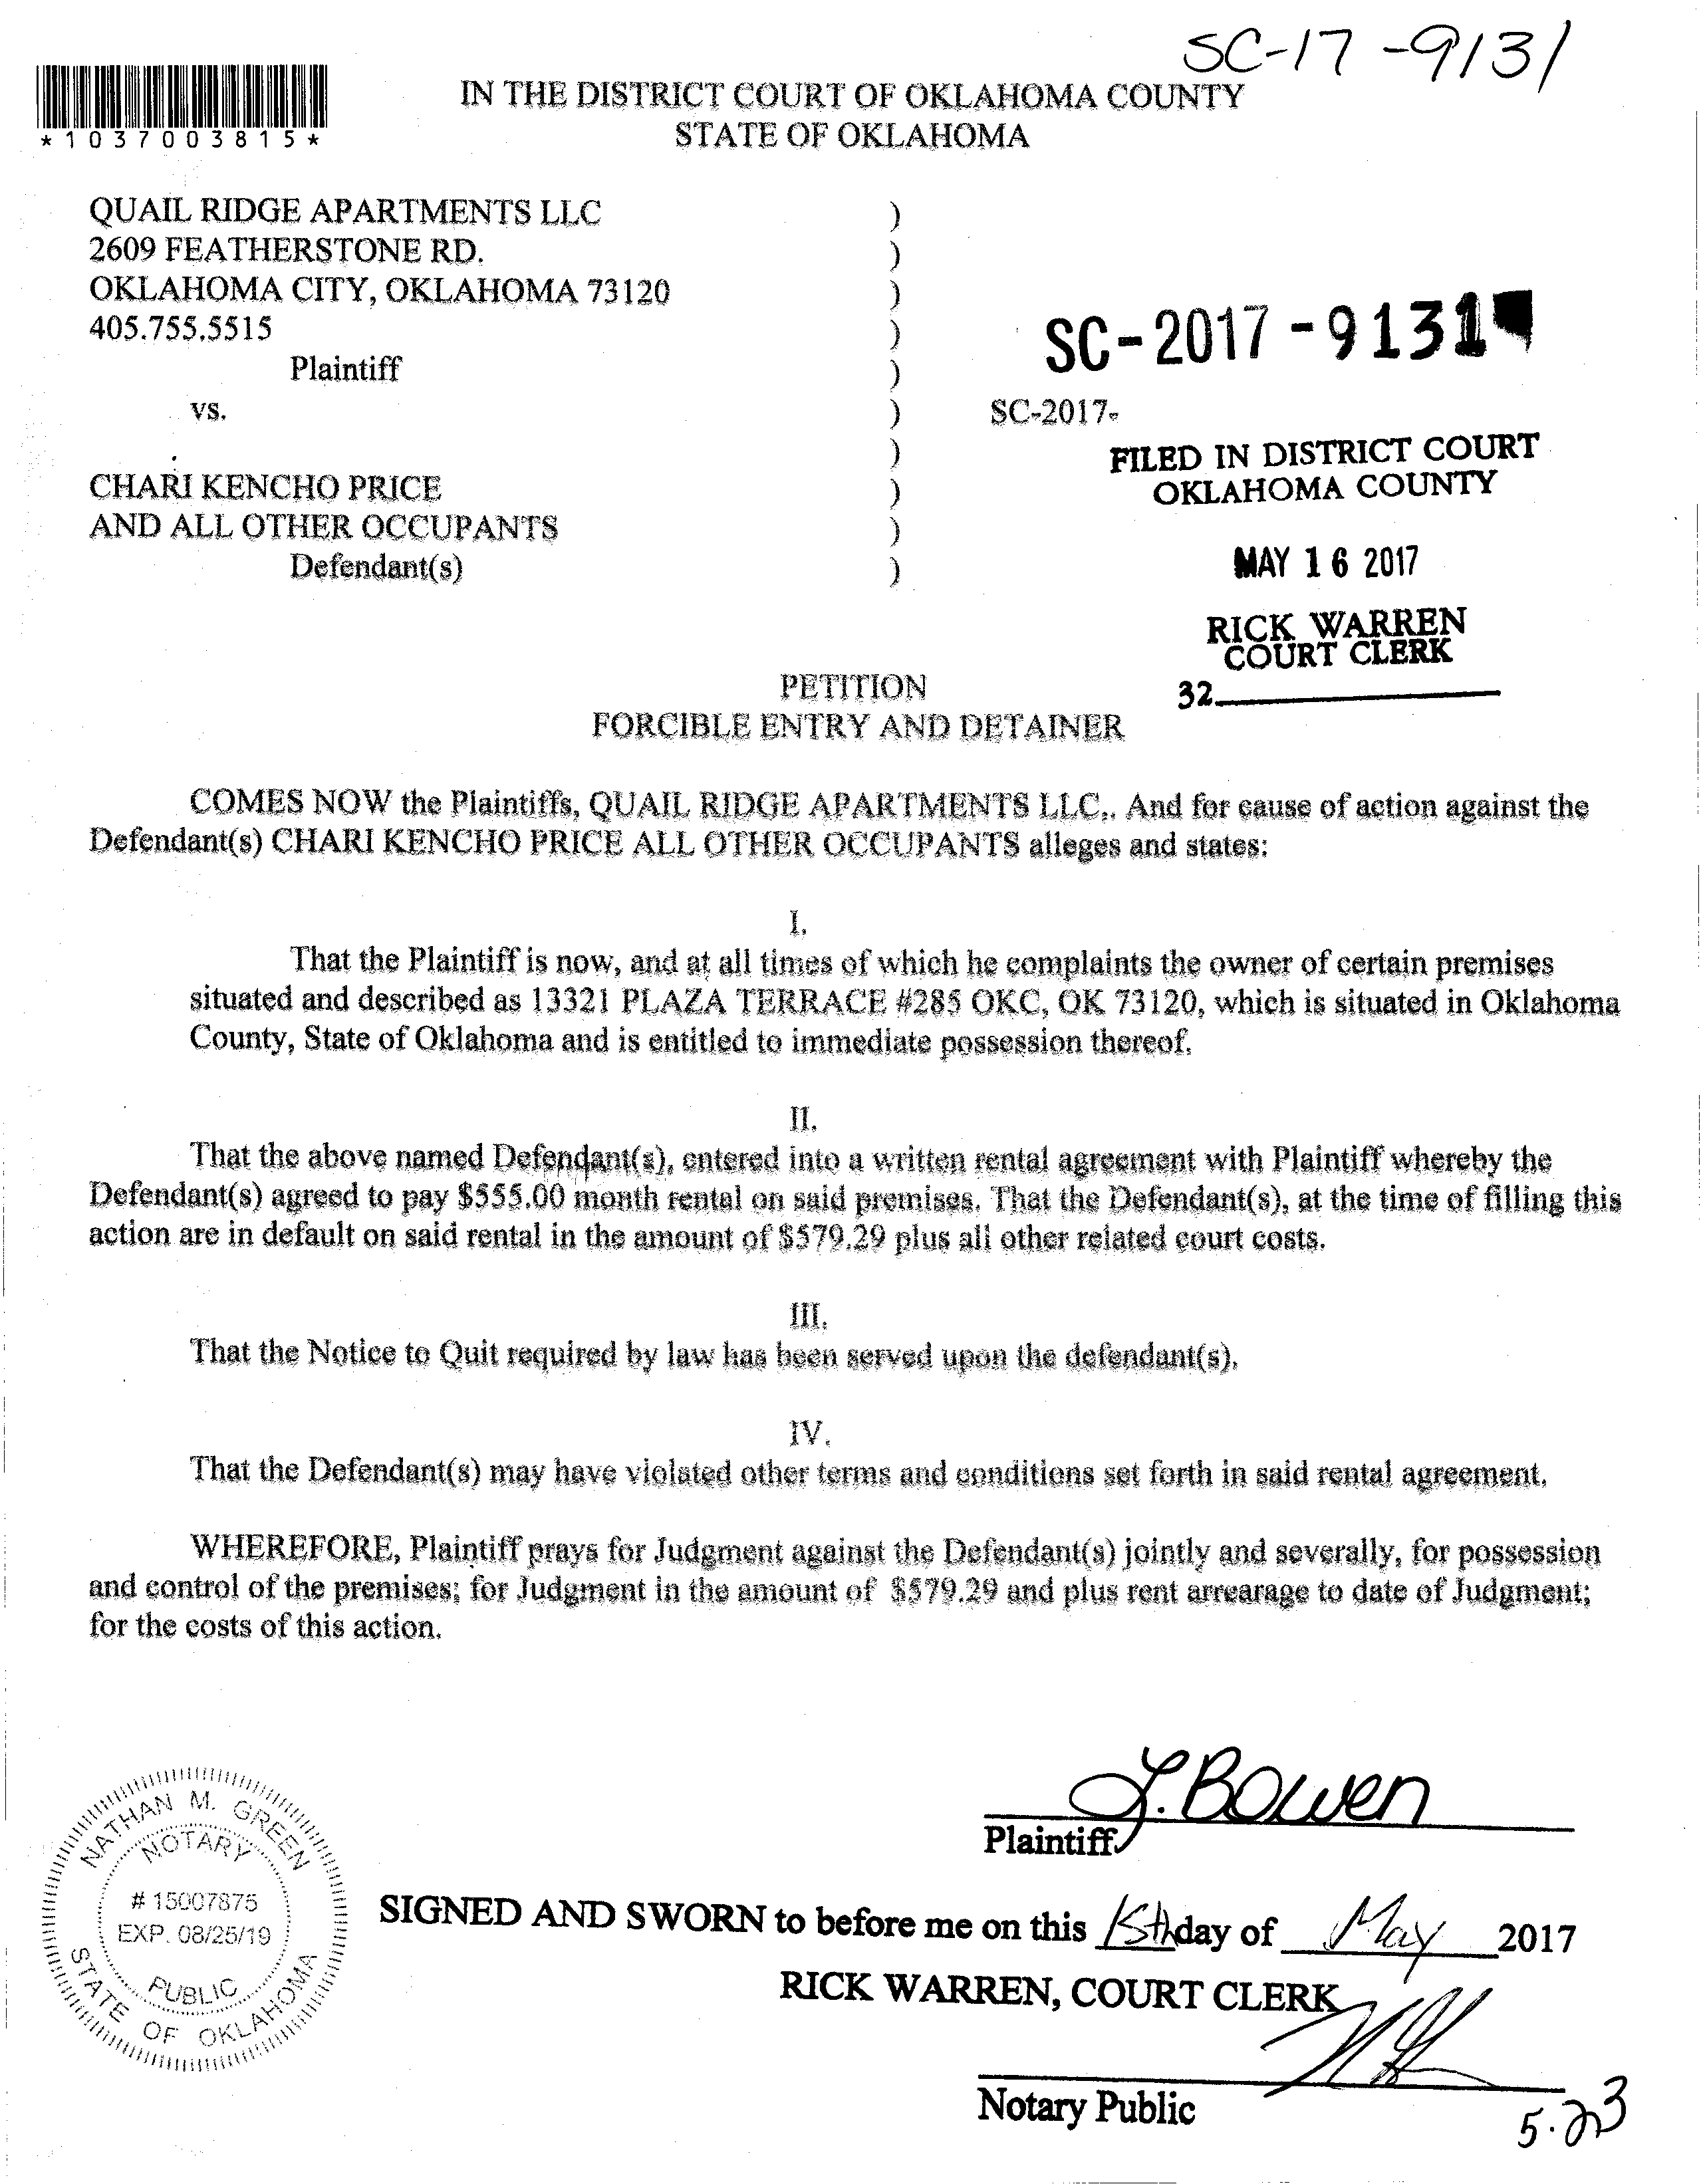 SC-17-9131
*1037003815*
IN THE DISTRICT COURT OF OKLAHOMA COUNTY
STATE OF OKLAHOMA
QUAIL RIDGE APARTMENTS LLC )
2609 FEATHERSTONE RD. )
OKLAHOMA CITY, OKLAHOMA 73120 )
405.755.5515 )
SC-2017-9131
Plaintiff )
vs. ) SC-2017-
)
FILED IN DISTRICT COURT
OKLAHOMA COUNTY
CHARI KENCHO PRICE )
AND ALL OTHER OCCUPANTS )
Defendant(s) )
MAY 16 2017
RICK WARREN
COURT CLERK
32
PETITION
FORCIBLE ENTRY AND DETAINER
COMES NOW the Plaintiffs, QUAIL RIDGE APARTMENTS LLC,. And for cause of action against the
Defendant(s) CHARI KENCHO PRICE ALL OTHER OCCUPANTS alleges and states:
I.
That the Plaintiff is now, and at all times of which he complaints the owner of certain premises
situated and described as 13321 PLAZA TERRACE #285 OKC, OK 73120, which is situated in Oklahoma
County, State of Oklahoma and is entitled to immediate possession thereof.
II.
That the above named Defendant(s), entered into a written rental agreement with Plaintiff whereby the
Defendant(s) agreed to pay $555.00 month rental on said premises. That the Defendant(s), at the time of filling this
action are in default on said rental in the amount of $579.29 plus all other related court costs.
III.
That the Notice to Quit required by law has been served upon the defendant(s).
IV.
That the Defendant(s) may have violated other terms and conditions set forth in said rental agreement.
WHEREFORE, Plaintiff prays for Judgment against the Defendant(s) jointly and severally, for possession
and control of the premises; for Judgment in the amount of $579.29 and plus rent arrearage to date of Judgment;
for the costs of this action.
L. Bowen
Plaintiff
NATHAN M. GREEN
NOTARY
# 15007875
EXP. 08/25/19
PUBLIC
STATE OF OKLAHOMA
SIGNED AND SWORN to before me on this 15th day of May 2017
RICK WARREN, COURT CLERK
Notary Public
5.23